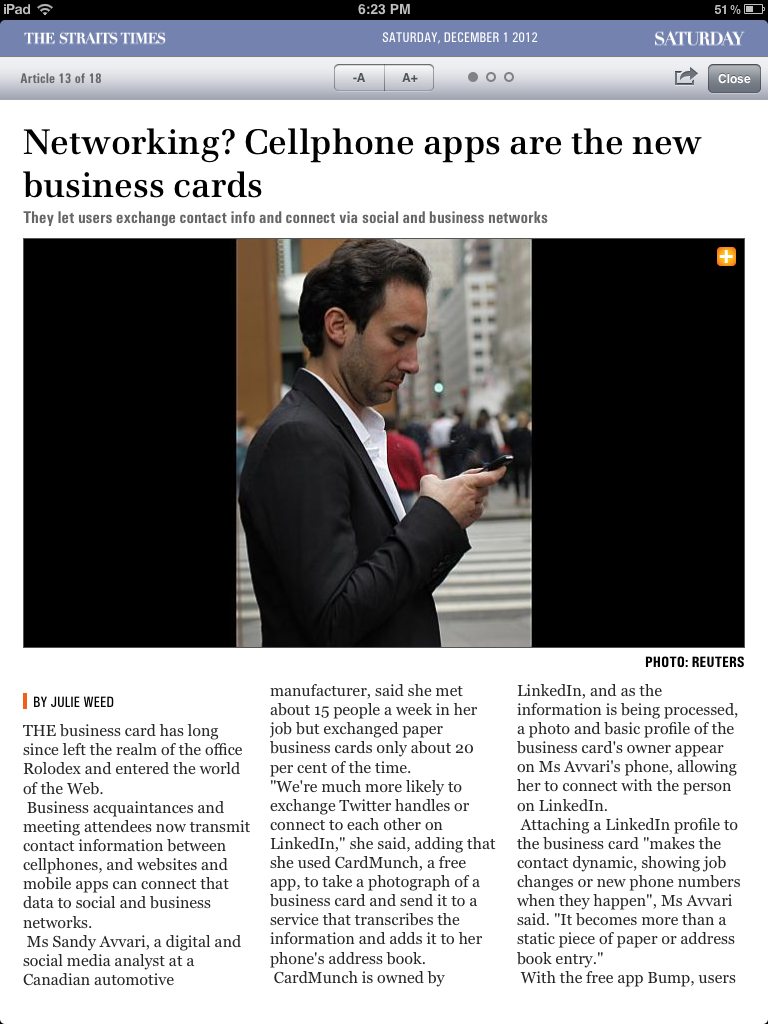 iPad
6:23 PM
51 %
THE STRAITS TIMES
SATURDAY, DECEMBER 1 2012
SATURDAY
Article 13 of 18
-A
A+
Close
Networking? Cellphone apps are the new
business cards
They let users exchange contact info and connect via social and business networks
PHOTO: REUTERS
BY JULIE WEED
THE business card has long
since left the realm of the office
Rolodex and entered the world
of the Web.
Business acquaintances and
meeting attendees now transmit
contact information between
cellphones, and websites and
mobile apps can connect that
data to social and business
networks.
Ms Sandy Avvari, a digital and
social media analyst at a
Canadian automotive
manufacturer, said she met
about 15 people a week in her
job but exchanged paper
business cards only about 20
per cent of the time.
"We're much more likely to
exchange Twitter handles or
connect to each other on
LinkedIn," she said, adding that
she used CardMunch, a free
app, to take a photograph of a
business card and send it to a
service that transcribes the
information and adds it to her
phone's address book.
CardMunch is owned by
LinkedIn, and as the
information is being processed,
a photo and basic profile of the
business card's owner appear
on Ms Avvari's phone, allowing
her to connect with the person
on LinkedIn.
Attaching a LinkedIn profile to
the business card "makes the
contact dynamic, showing job
changes or new phone numbers
when they happen", Ms Avvari
said. "It becomes more than a
static piece of paper or address
book entry."
With the free app Bump, users